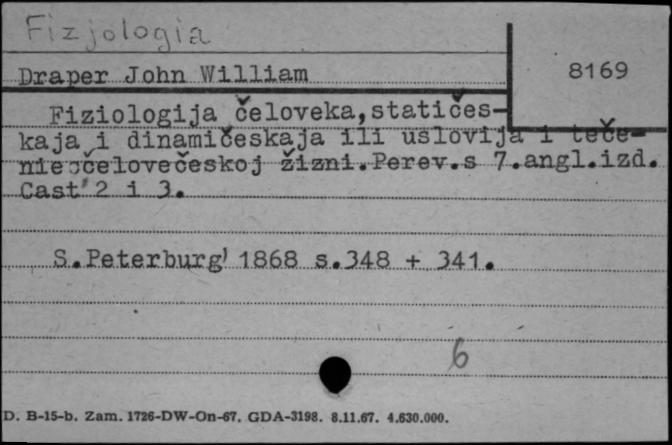 Fizjologia
Draper John William
8169
Fiziologija čeloveka, statičes-
kaja i dinamičeskaja ili uslovija i teče-
nie čelovečeskoj žizni. Perev. s 7. angl. izd.
Cast' 2 i 3.
S. Peterburg' 1868 s. 348 + 341.
6
D. B-15-b. Zam. 1726-DW-On-67. GDA-3198. 8.11.67. 4.630.000.